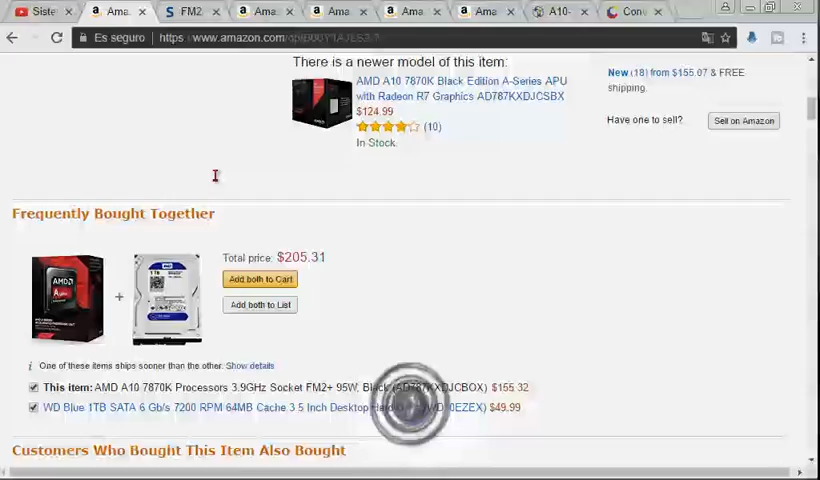 Siste
Ama
FM2
Ama
Ama
Ama
Ama
A10-
Conv
Es seguro
https://www.amazon.com/dp/B00Y1AJES3
There is a newer model of this item:
AMD A10 7870K Black Edition A-Series APU
with Radeon R7 Graphics AD787KXDJCSBX
$124.99
(10)
In Stock.
New (18) from $155.07 & FREE
shipping.
Have one to sell?
Sell on Amazon
Frequently Bought Together
AMD
+
Total price: $205.31
Add both to Cart
Add both to List
i One of these items ships sooner than the other. Show details
This item: AMD A10 7870K Processors 3.9GHz Socket FM2+ 95W, Black (AD787KXDJCBOX) $155.32
WD Blue 1TB SATA 6 Gb/s 7200 RPM 64MB Cache 3.5 Inch Desktop $49.99
Customers Who Bought This Item Also Bought